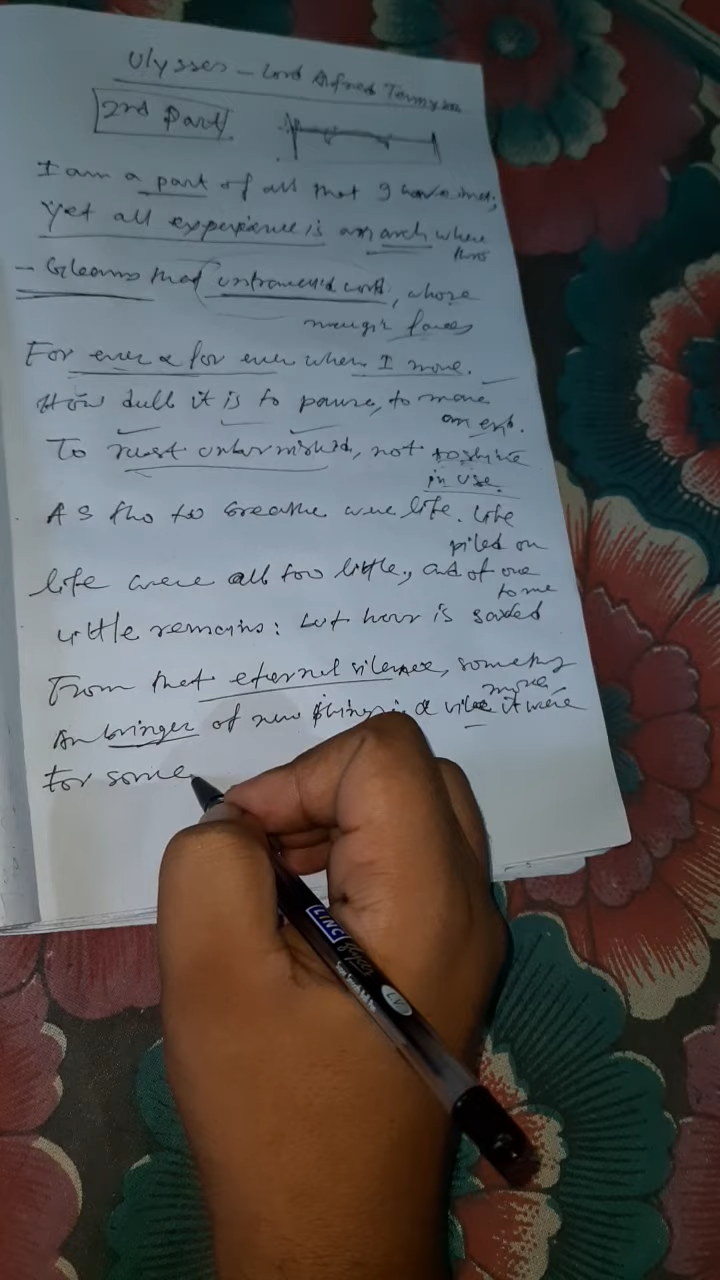 Ulysses - Lord Alfred Tennyson
2nd Part
I am a part of all that I have met;
Yet all experience is an arch where
thro
- Gleams that untravell'd world, whose
margin fades
For ever & for ever when I move.
How dull it is to pause, to make
an end.
To rust unburnished, not to shine
in use.
As tho to breathe were life. Life
piled on
life were all too little, and of one
to me
little remains: but hour is saved
From that eternal silence, something
more
An bringer of new things; & vile it were
For some
LINC